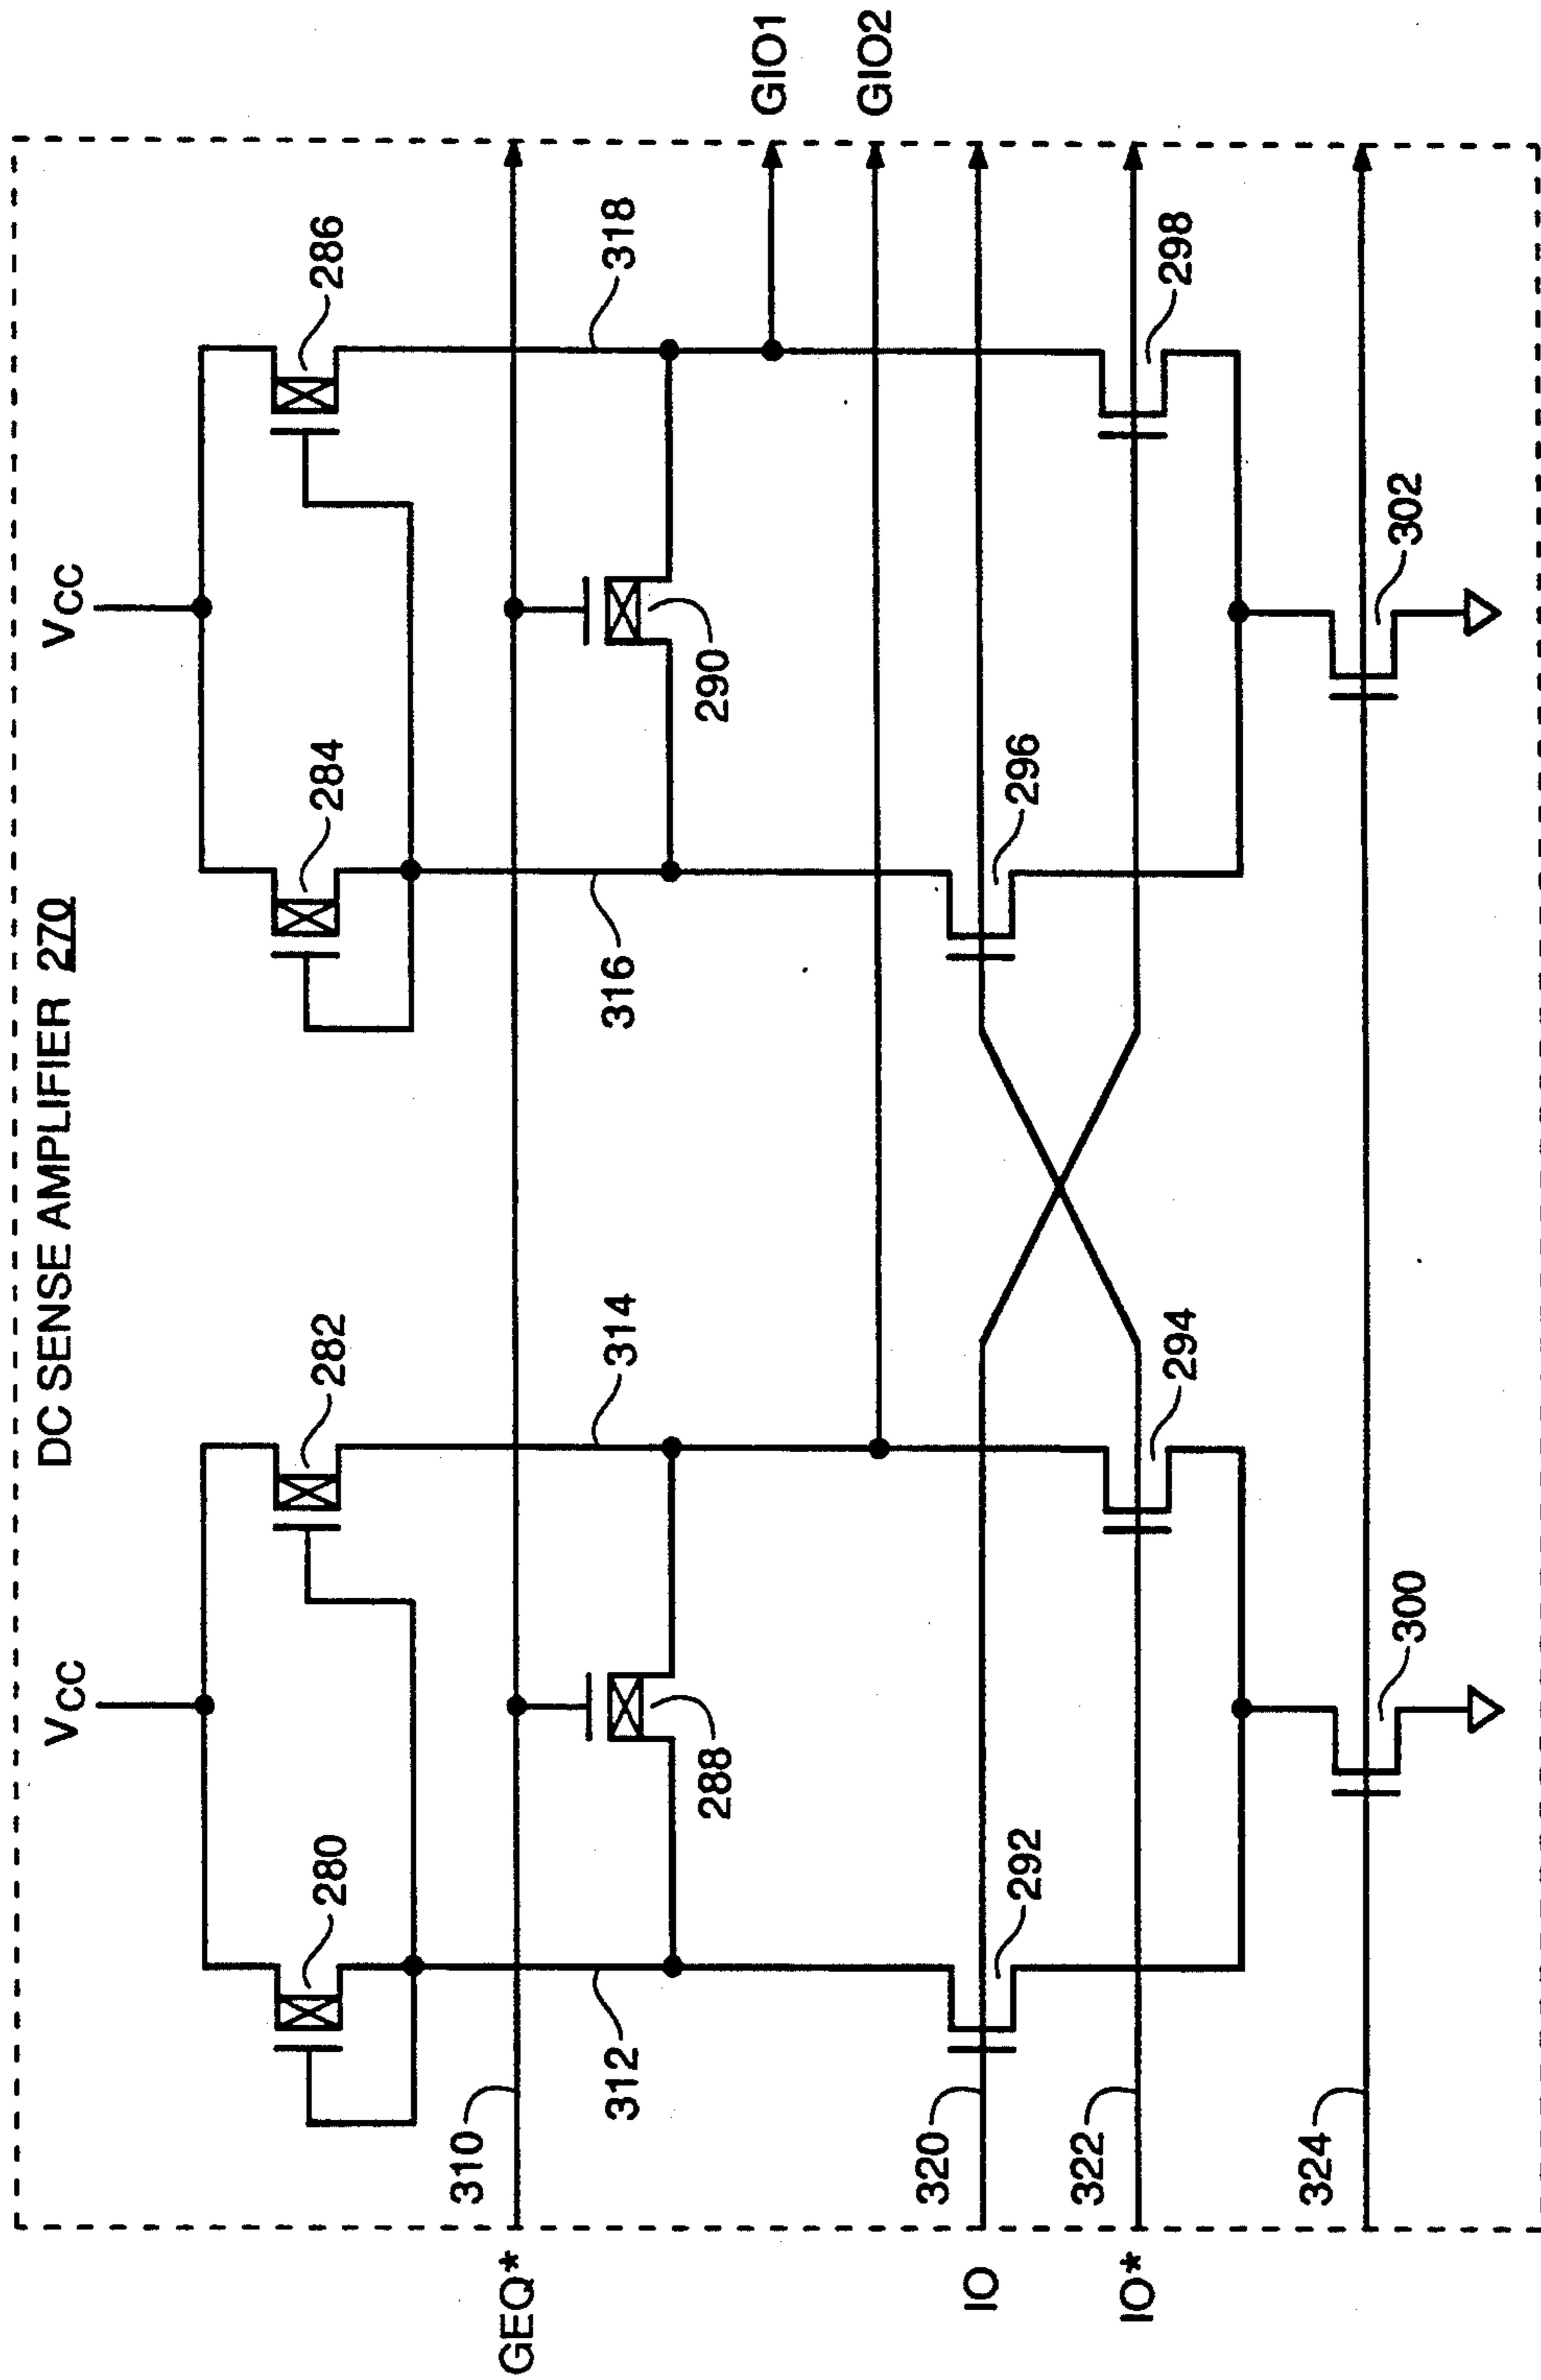 DC SENSE AMPLIFIER 270
VCC
VCC
280
282
284
286
GEQ*
310
312
288
314
316
290
318
GIO1
GIO2
IO
320
292
296
IO*
322
294
298
324
300
302